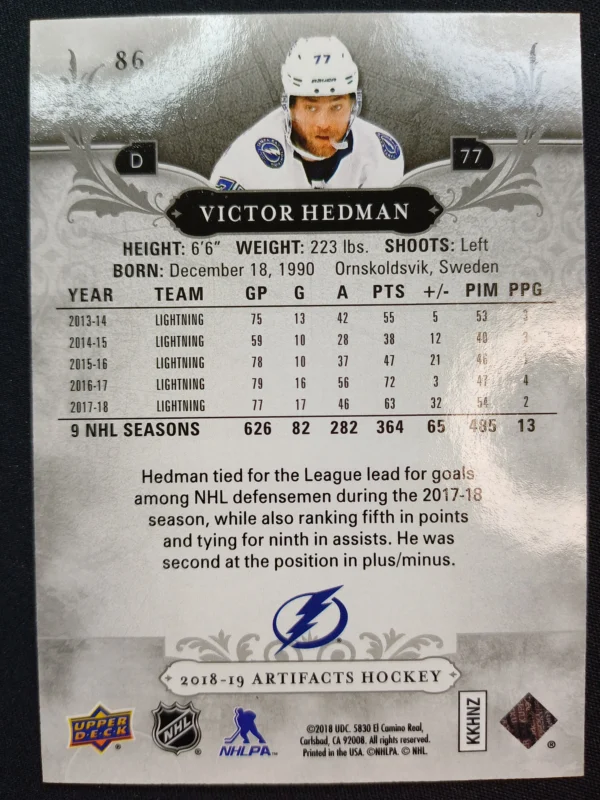 86
77
D
77
VICTOR HEDMAN
HEIGHT: 6'6" WEIGHT: 223 lbs. SHOOTS: Left
BORN: December 18, 1990 Ornskoldsvik, Sweden
YEAR TEAM GP G A PTS +/- PIM PPG
2013-14 LIGHTNING 75 13 42 55 5 53
2014-15 LIGHTNING 59 10 28 38 12 40
2015-16 LIGHTNING 78 10 37 47 21 46
2016-17 LIGHTNING 79 16 56 72 3 47 4
2017-18 LIGHTNING 77 17 46 63 32 54 2
9 NHL SEASONS 626 82 282 364 65 485 13
Hedman tied for the League lead for goals
among NHL defensemen during the 2017-18
season, while also ranking fifth in points
and tying for ninth in assists. He was
second at the position in plus/minus.
2018-19 ARTIFACTS HOCKEY
UPPER DECK
NHL
NHLPA
©2018 UDC. 5830 El Camino Real,
Carlsbad, CA 92008. All rights reserved.
Printed in the USA. ©NHLPA. © NHL.
KKHNZ